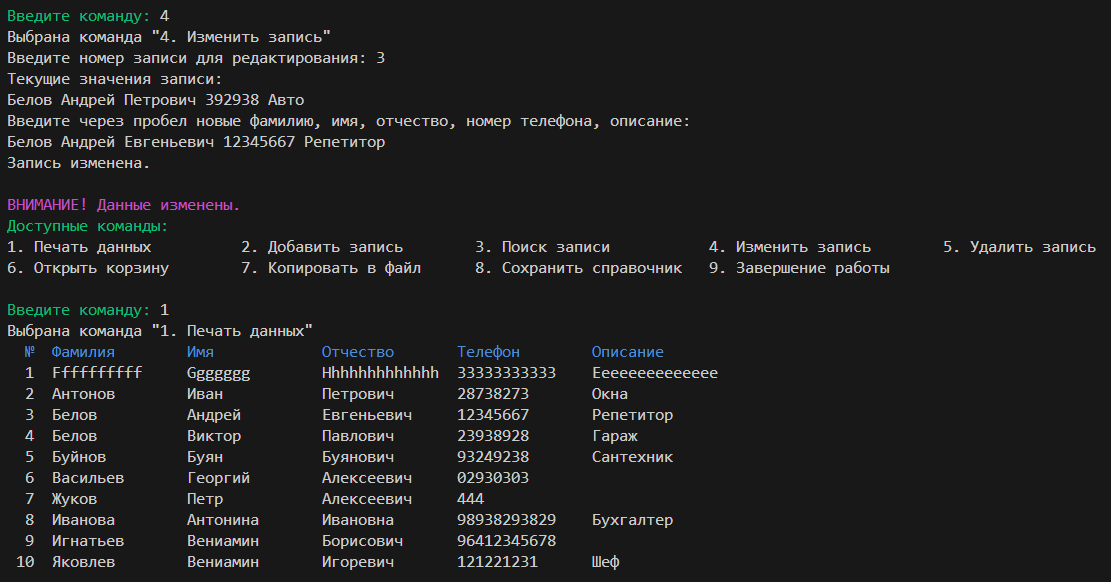 Введите команду: 4
Выбрана команда "4. Изменить запись"
Введите номер записи для редактирования: 3
Текущие значения записи:
Белов Андрей Петрович 392938 Авто
Введите через пробел новые фамилию, имя, отчество, номер телефона, описание:
Белов Андрей Евгеньевич 12345667 Репетитор
Запись изменена.
ВНИМАНИЕ! Данные изменены.
Доступные команды:
1. Печать данных 2. Добавить запись 3. Поиск записи 4. Изменить запись 5. Удалить запись
6. Открыть корзину 7. Копировать в файл 8. Сохранить справочник 9. Завершение работы
Введите команду: 1
Выбрана команда "1. Печать данных"
№ Фамилия Имя Отчество Телефон Описание
1 Ffffffffff Ggggggg Hhhhhhhhhhhhh 33333333333 Eeeeeeeeeeeeee
2 Антонов Иван Петрович 28738273 Окна
3 Белов Андрей Евгеньевич 12345667 Репетитор
4 Белов Виктор Павлович 23938928 Гараж
5 Буйнов Буян Буянович 93249238 Сантехник
6 Васильев Георгий Алексеевич 02930303
7 Жуков Петр Алексеевич 444
8 Иванова Антонина Ивановна 98938293829 Бухгалтер
9 Игнатьев Вениамин Борисович 96412345678
10 Яковлев Вениамин Игоревич 121221231 Шеф